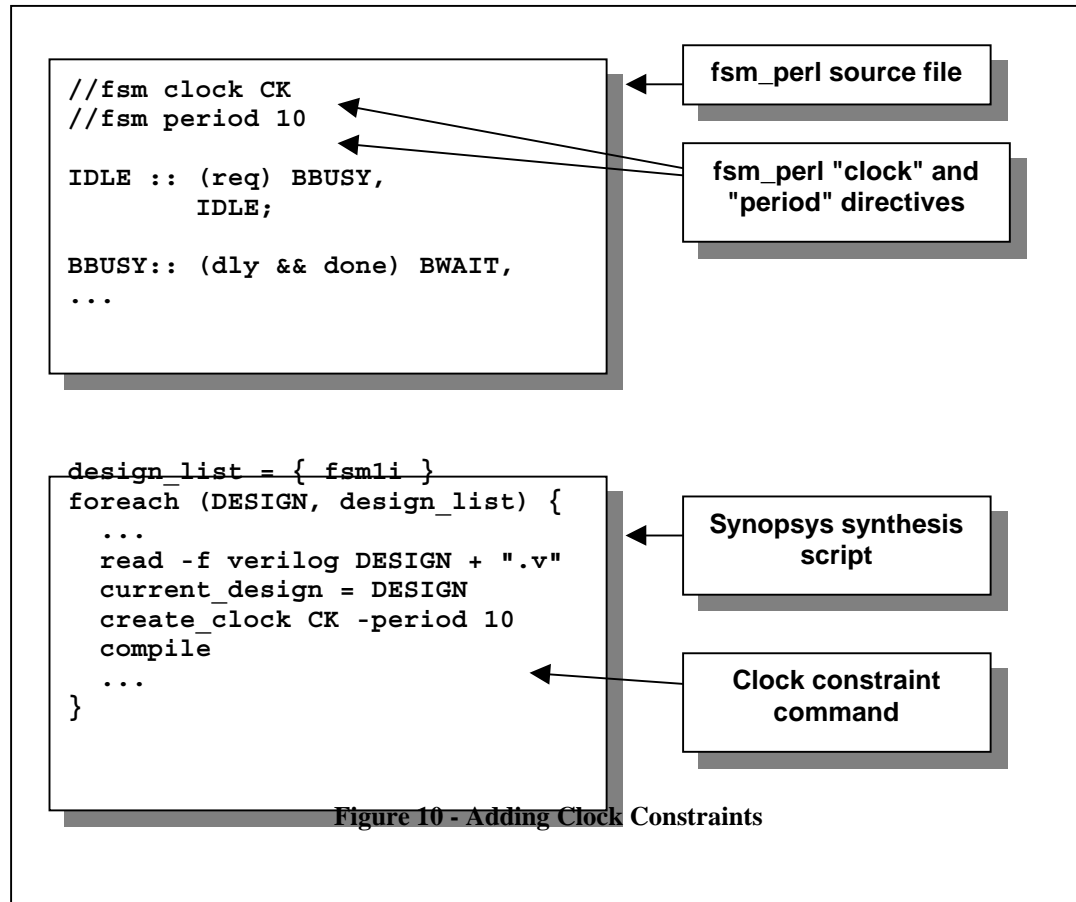 //fsm clock CK
//fsm period 10
IDLE :: (req) BBUSY,
IDLE;
BBUSY:: (dly && done) BWAIT,
...
fsm_perl source file
fsm_perl "clock" and
"period" directives
design_list = { fsm1i }
foreach (DESIGN, design_list) {
...
read -f verilog DESIGN + ".v"
current_design = DESIGN
create_clock CK -period 10
compile
...
}
Synopsys synthesis
script
Clock constraint
command
Figure 10 - Adding Clock Constraints